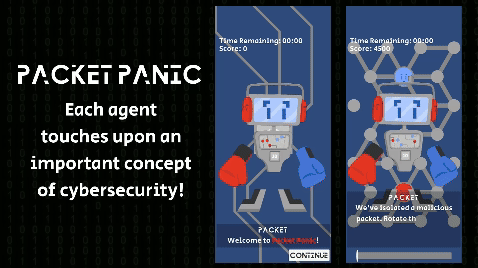 PACKET PANIC
Each agent
touches upon an
important concept
of cybersecurity!
Time Remaining: 00:00
Score: 0
PACKET
Welcome to Packet Panic!
CONTINUE
Time Remaining: 00:00
Score: 4500
PACKET
We've isolated a malicious
packet. Rotate th